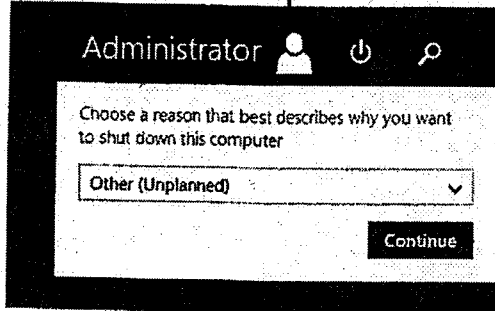 Administrator
Choose a reason that best describes why you want
to shut down this computer
Other (Unplanned)
Continue